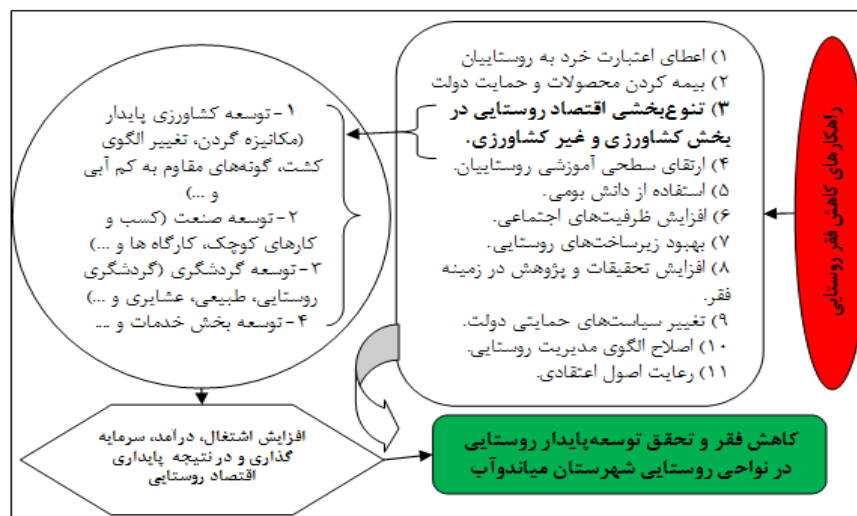 راهکارهای کاهش فقر روستایی
۱) اعطای اعتبارت خرد به روستاییان
۲) بیمه کردن محصولات و حمایت دولت
۳) تنوع‌بخشی اقتصاد روستایی در
بخش کشاورزی و غیر کشاورزی.
۴) ارتقای سطحی آموزشی روستاییان.
۵) استفاده از دانش بومی.
۶) افزایش ظرفیت‌های اجتماعی.
۷) بهبود زیرساخت‌های روستایی.
۸) افزایش تحقیقات و پژوهش در زمینه
فقر.
۹) تغییر سیاست‌های حمایتی دولت.
۱۰) اصلاح الگوی مدیریت روستایی.
۱۱) رعایت اصول اعتقادی.
۱- توسعه کشاورزی پایدار
(مکانیزه گردن، تغییر الگوی
کشت، گونه‌های مقاوم به کم آبی
و ...)
۲- توسعه صنعت (کسب و
کارهای کوچک، کارگاه ها و ...)
۳- توسعه گردشگری (گردشگری
روستایی، طبیعی، عشایری و ...)
۴- توسعه بخش خدمات و ...
افزایش اشتغال، درآمد، سرمایه
گذاری و در نتیجه پایداری
اقتصاد روستایی
کاهش فقر و تحقق توسعه‌پایدار روستایی
در نواحی روستایی شهرستان میاندوآب